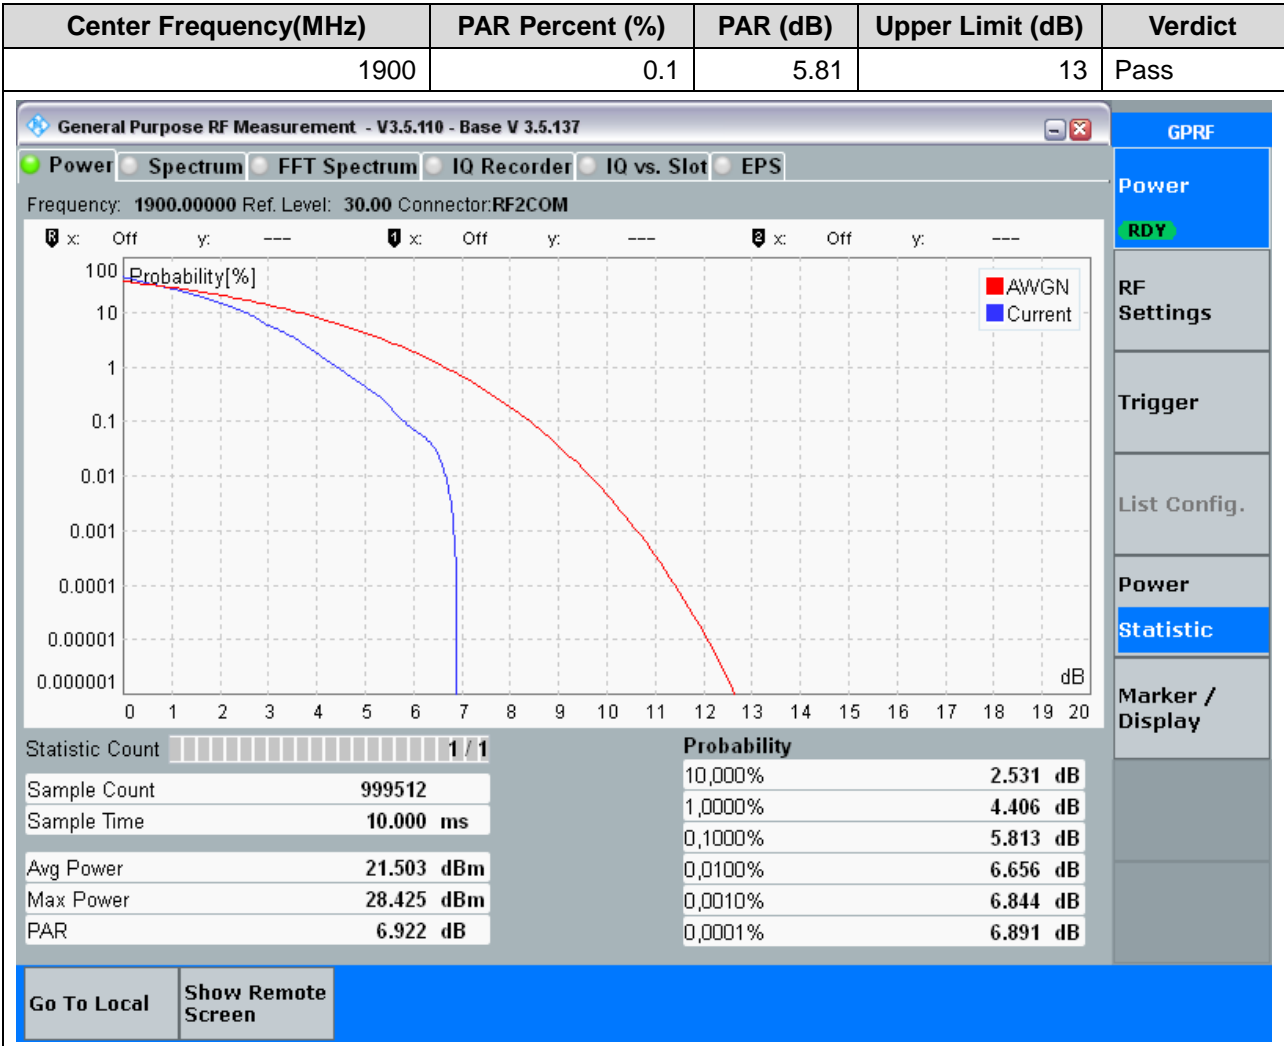 Center Frequency(MHz) PAR Percent (%) PAR (dB) Upper Limit (dB) Verdict
1900 0.1 5.81 13 Pass
General Purpose RF Measurement - V3.5.110 - Base V 3.5.137
GPRF
Power Spectrum FFT Spectrum IQ Recorder IQ vs. Slot EPS
Power
RDY
Frequency: 1900.00000 Ref. Level: 30.00 Connector:RF2COM
R x: Off y: --- 1 x: Off y: --- 2 x: Off y: ---
Probability[%]
AWGN
Current
100
10
1
0.1
0.01
0.001
0.0001
0.00001
0.000001
dB
0 1 2 3 4 5 6 7 8 9 10 11 12 13 14 15 16 17 18 19 20
RF
Settings
Trigger
List Config.
Power
Statistic
Marker /
Display
Statistic Count 1 / 1
Sample Count 999512
Sample Time 10.000 ms
Avg Power 21.503 dBm
Max Power 28.425 dBm
PAR 6.922 dB
Probability
10,000% 2.531 dB
1,0000% 4.406 dB
0,1000% 5.813 dB
0,0100% 6.656 dB
0,0010% 6.844 dB
0,0001% 6.891 dB
Go To Local
Show Remote
Screen